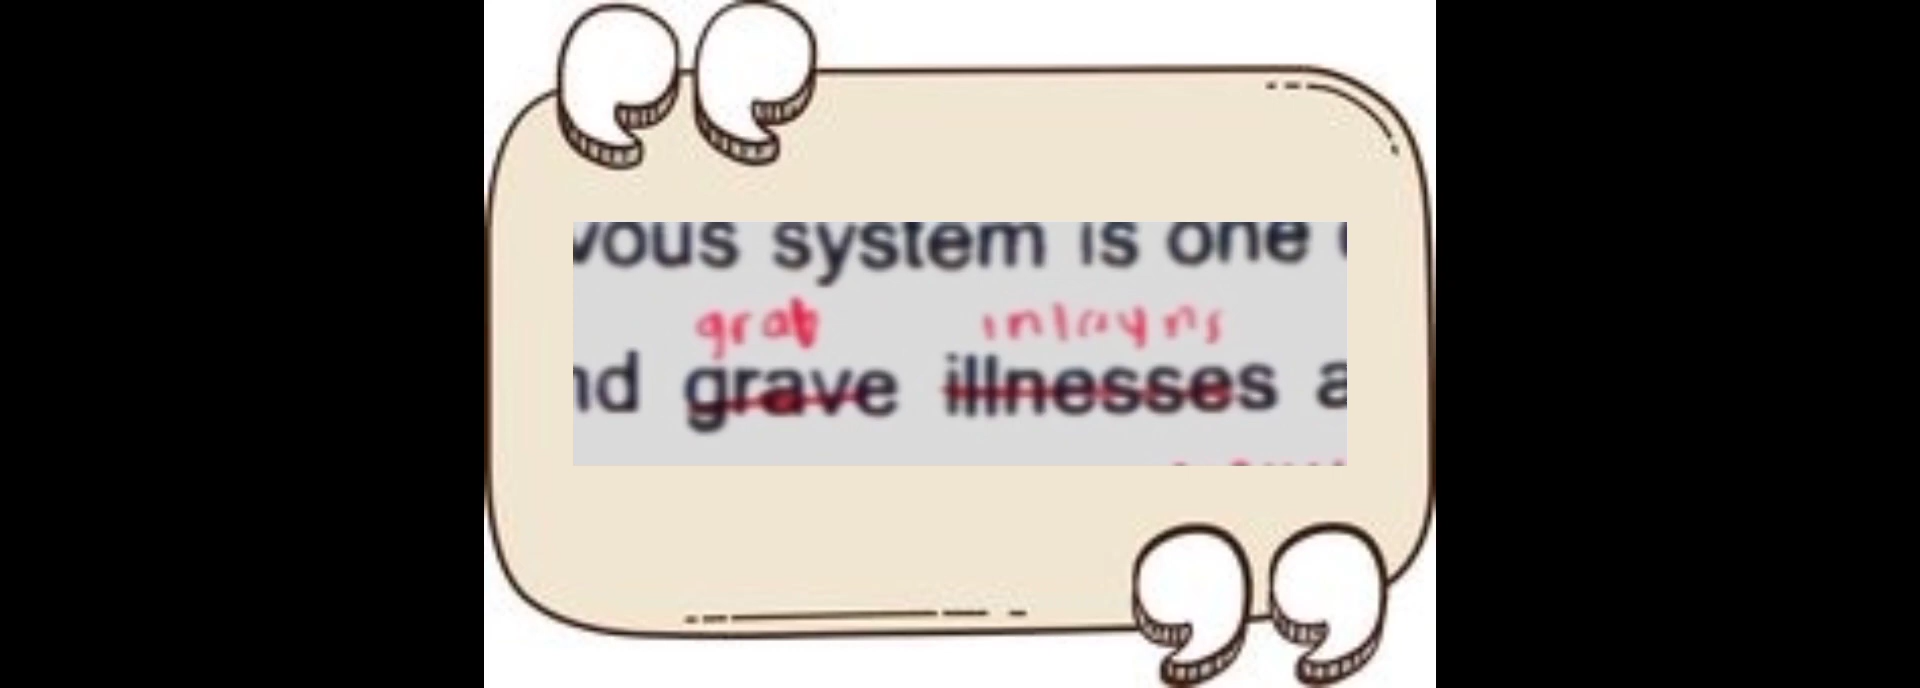 vous system is one
grab inlayns
nd grave illnesses a